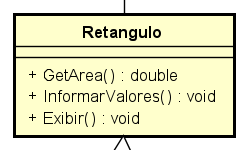 Retangulo
+ GetArea() : double
+ InformarValores() : void
+ Exibir() : void